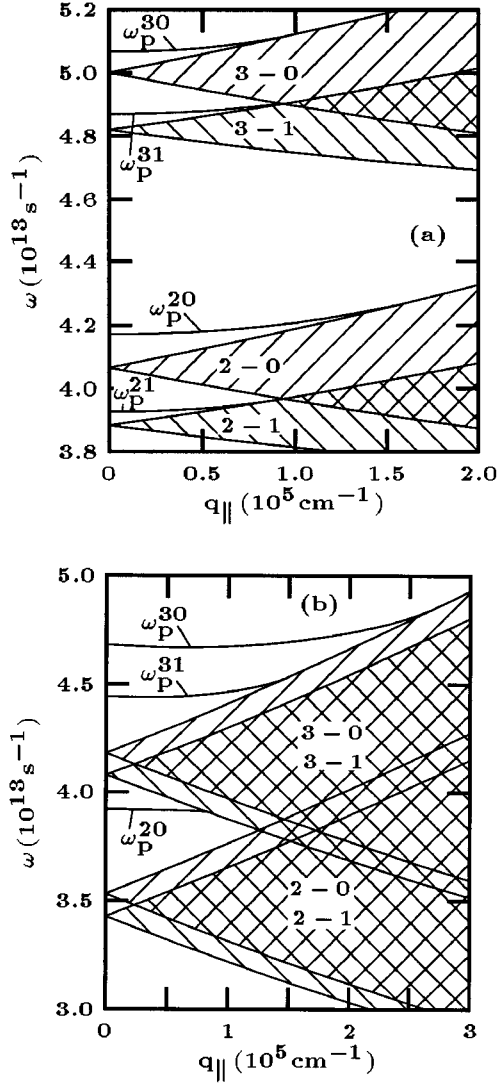 5.2
ω_p^30
5.0
3 – 0
4.8
3 – 1
ω_p^31
4.6
(a)
4.4
ω_p^20
4.2
2 – 0
4.0
ω_p^21
2 – 1
3.8
ω (10^13 s^−1)
0 0.5 1.0 1.5 2.0
q_∥ (10^5 cm^−1)
5.0
(b)
ω_p^30
ω_p^31
4.5
3 – 0
3 – 1
4.0
ω_p^20
3.5
2 – 0
2 – 1
3.0
ω (10^13 s^−1)
0 1 2 3
q_∥ (10^5 cm^−1)